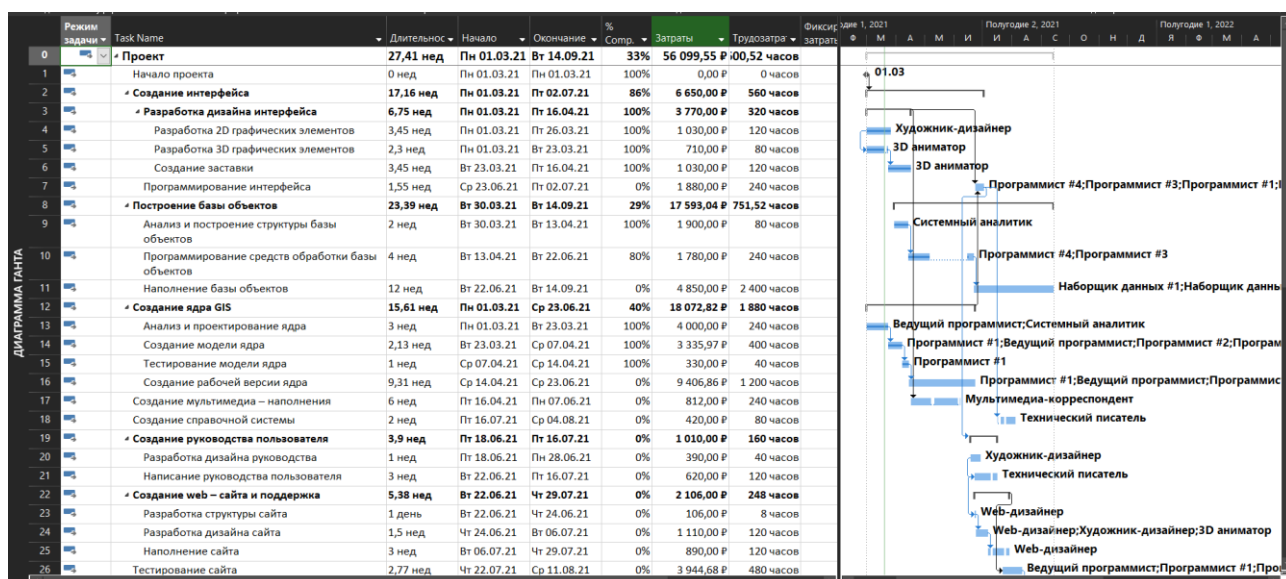 Режим задачи Task Name Длительнос Начало Окончание % Comp. Затраты Трудозатра Фиксир затраты
0 Проект 27,41 нед Пн 01.03.21 Вт 14.09.21 33% 56 099,55 ₽ 600,52 часов
1 Начало проекта 0 нед Пн 01.03.21 Пн 01.03.21 100% 0,00 ₽ 0 часов
2 Создание интерфейса 17,16 нед Пн 01.03.21 Пт 02.07.21 86% 6 650,00 ₽ 560 часов
3 Разработка дизайна интерфейса 6,75 нед Пн 01.03.21 Пт 16.04.21 100% 3 770,00 ₽ 320 часов
4 Разработка 2D графических элементов 3,45 нед Пн 01.03.21 Пт 26.03.21 100% 1 030,00 ₽ 120 часов
5 Разработка 3D графических элементов 2,3 нед Пн 01.03.21 Вт 23.03.21 100% 710,00 ₽ 80 часов
6 Создание заставки 3,45 нед Вт 23.03.21 Пт 16.04.21 100% 1 030,00 ₽ 120 часов
7 Программирование интерфейса 1,55 нед Ср 23.06.21 Пт 02.07.21 0% 1 880,00 ₽ 240 часов
8 Построение базы объектов 23,39 нед Вт 30.03.21 Вт 14.09.21 29% 17 593,04 ₽ 751,52 часов
9 Анализ и построение структуры базы объектов 2 нед Вт 30.03.21 Вт 13.04.21 100% 1 900,00 ₽ 80 часов
10 Программирование средств обработки базы объектов 4 нед Вт 13.04.21 Вт 22.06.21 80% 1 780,00 ₽ 240 часов
11 Наполнение базы объектов 12 нед Вт 22.06.21 Вт 14.09.21 0% 4 850,00 ₽ 2 400 часов
12 Создание ядра GIS 15,61 нед Пн 01.03.21 Ср 23.06.21 40% 18 072,82 ₽ 1 880 часов
13 Анализ и проектирование ядра 3 нед Пн 01.03.21 Вт 23.03.21 100% 4 000,00 ₽ 240 часов
14 Создание модели ядра 2,13 нед Вт 23.03.21 Ср 07.04.21 100% 3 335,97 ₽ 400 часов
15 Тестирование модели ядра 1 нед Ср 07.04.21 Ср 14.04.21 100% 330,00 ₽ 40 часов
16 Создание рабочей версии ядра 9,31 нед Ср 14.04.21 Ср 23.06.21 0% 9 406,86 ₽ 1 200 часов
17 Создание мультимедиа – наполнения 6 нед Пт 16.04.21 Пн 07.06.21 0% 812,00 ₽ 240 часов
18 Создание справочной системы 2 нед Пт 16.07.21 Ср 04.08.21 0% 420,00 ₽ 80 часов
19 Создание руководства пользователя 3,9 нед Пт 18.06.21 Пт 16.07.21 0% 1 010,00 ₽ 160 часов
20 Разработка дизайна руководства 1 нед Пт 18.06.21 Пн 28.06.21 0% 390,00 ₽ 40 часов
21 Написание руководства пользователя 3 нед Вт 22.06.21 Пт 16.07.21 0% 620,00 ₽ 120 часов
22 Создание web – сайта и поддержка 5,38 нед Вт 22.06.21 Чт 29.07.21 0% 2 106,00 ₽ 248 часов
23 Разработка структуры сайта 1 день Вт 22.06.21 Чт 24.06.21 0% 106,00 ₽ 8 часов
24 Разработка дизайна сайта 1,5 нед Чт 24.06.21 Вт 06.07.21 0% 1 110,00 ₽ 120 часов
25 Наполнение сайта 3 нед Вт 06.07.21 Чт 29.07.21 0% 890,00 ₽ 120 часов
26 Тестирование сайта 2,77 нед Чт 22.07.21 Ср 11.08.21 0% 3 944,68 ₽ 480 часов
ДИАГРАММА ГАНТА
одие 1, 2021 Полугодие 2, 2021 Полугодие 1, 2022
Ф М А М И И А С О Н Д Я Ф М А
01.03
Художник-дизайнер
3D аниматор
3D аниматор
Программист #4;Программист #3;Программист #1;
Системный аналитик
Программист #4;Программист #3
Наборщик данных #1;Наборщик данны
Ведущий программист;Системный аналитик
Программист #1;Ведущий программист;Программист #2;Програм
Программист #1
Программист #1;Ведущий программист;Программис
Мультимедиа-корреспондент
Технический писатель
Художник-дизайнер
Технический писатель
Web-дизайнер
Web-дизайнер;Художник-дизайнер;3D аниматор
Web-дизайнер
Ведущий программист;Программист #1;Про